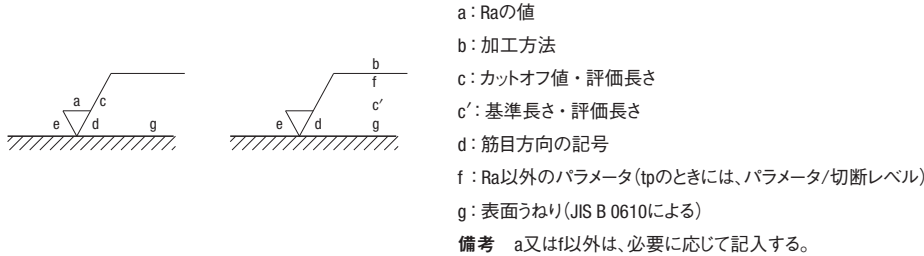 b
f
a
c
c′
e
d
g
e
d
g
a：Raの値
b：加工方法
c：カットオフ値・評価長さ
c′：基準長さ・評価長さ
d：筋目方向の記号
f：Ra以外のパラメータ（tpのときには、パラメータ/切断レベル）
g：表面うねり（JIS B 0610による）
備考　a又はf以外は、必要に応じて記入する。